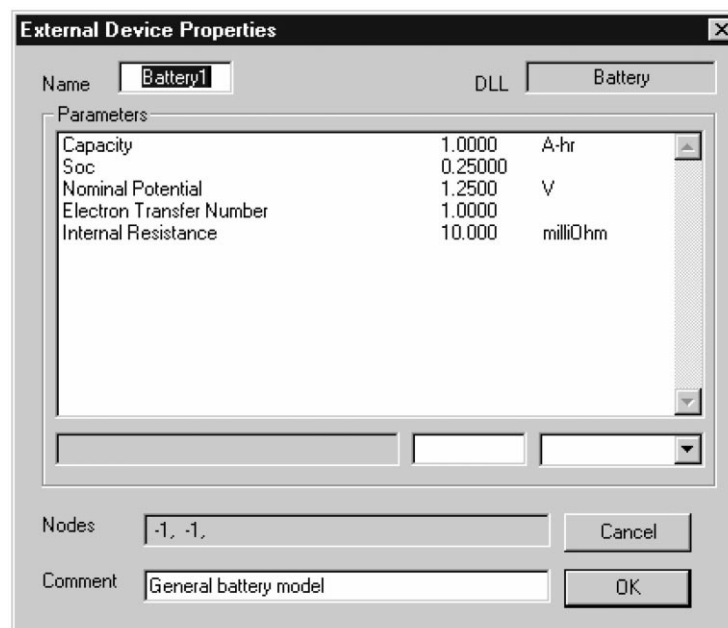 External Device Properties
Name Battery1 DLL Battery
Parameters
Capacity 1.0000 A-hr
Soc 0.25000
Nominal Potential 1.2500 V
Electron Transfer Number 1.0000
Internal Resistance 10.000 milliOhm
Nodes -1, -1, Cancel
Comment General battery model OK